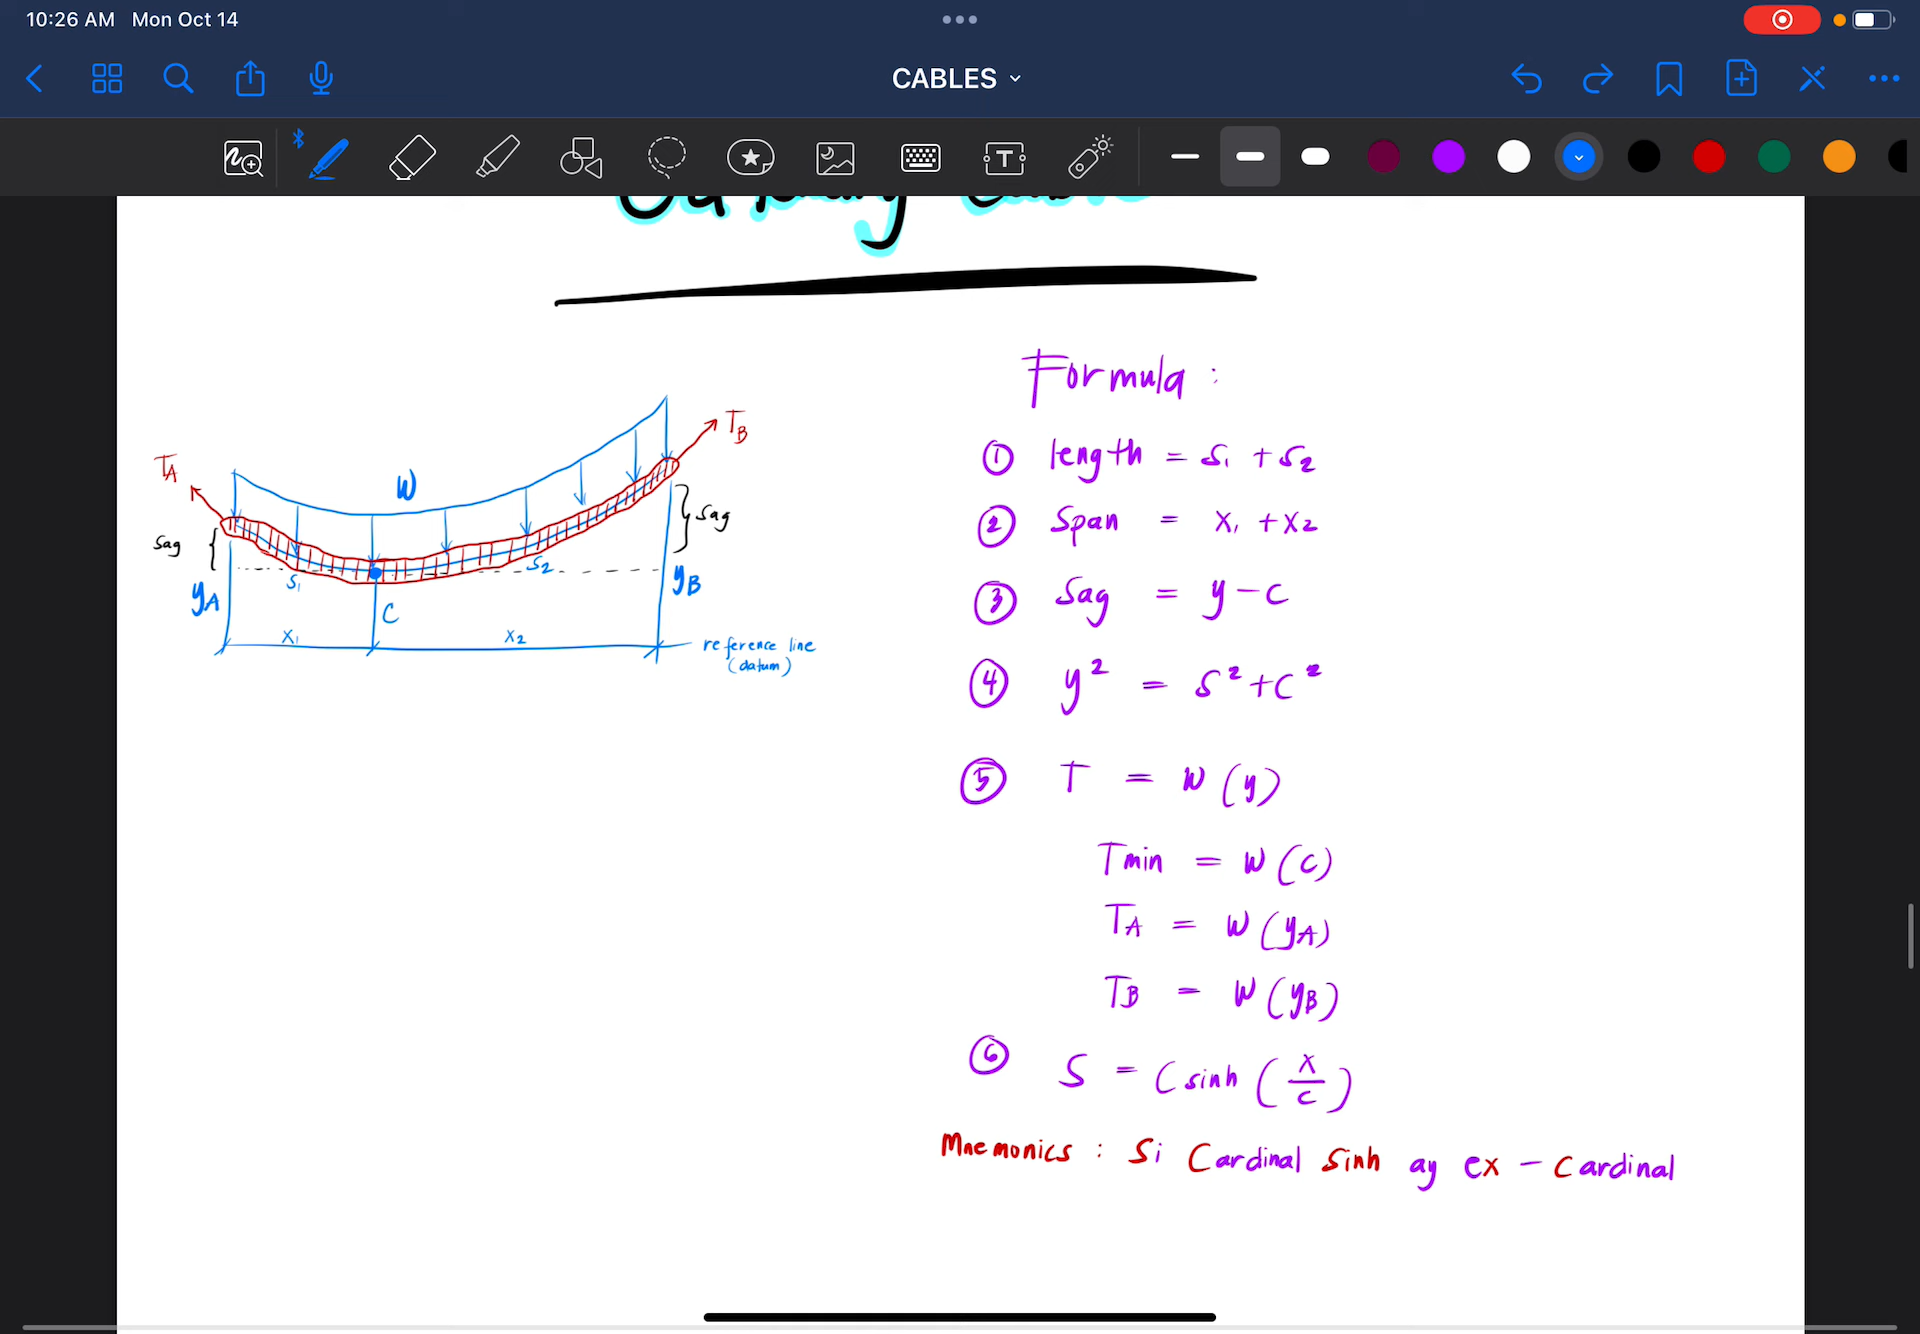 10:26 AM Mon Oct 14
CABLES
T
Formula :
① length = S₁ + S₂
② Span = x₁ + x₂
③ Sag = y - c
④ y² = S² + c²
⑤ T = W (y)
Tmin = W (c)
TA = W (yA)
TB = W (yB)
⑥ S = C sinh (x/c)
Mnemonics : Si Cardinal Sinh ay ex - Cardinal
TA
TB
W
Sag
Sag
S₁
S₂
yA
yB
C
x₁
x₂
reference line
(datum)